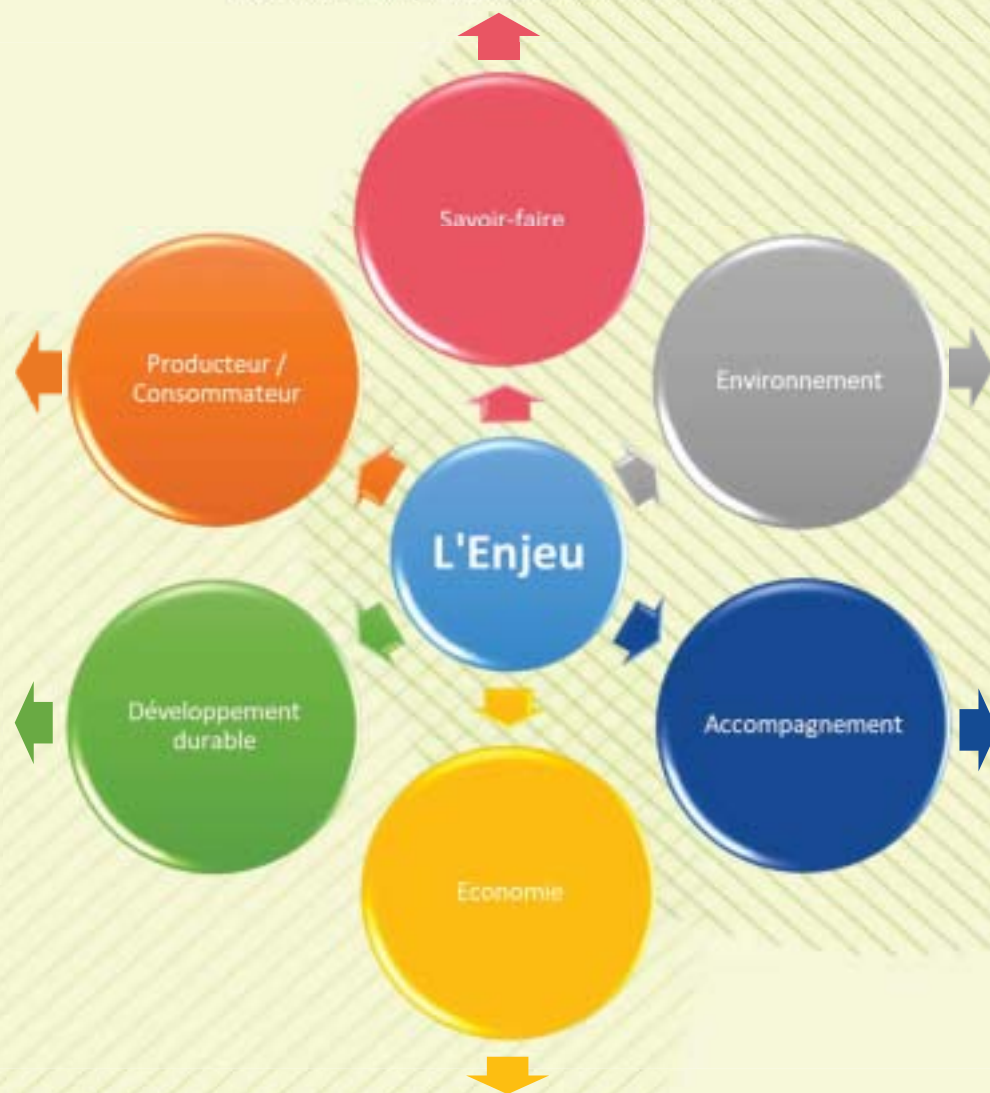 Savoir-faire
Producteur /
Consommateur
Environnement
L'Enjeu
Développement
durable
Accompagnement
Economie